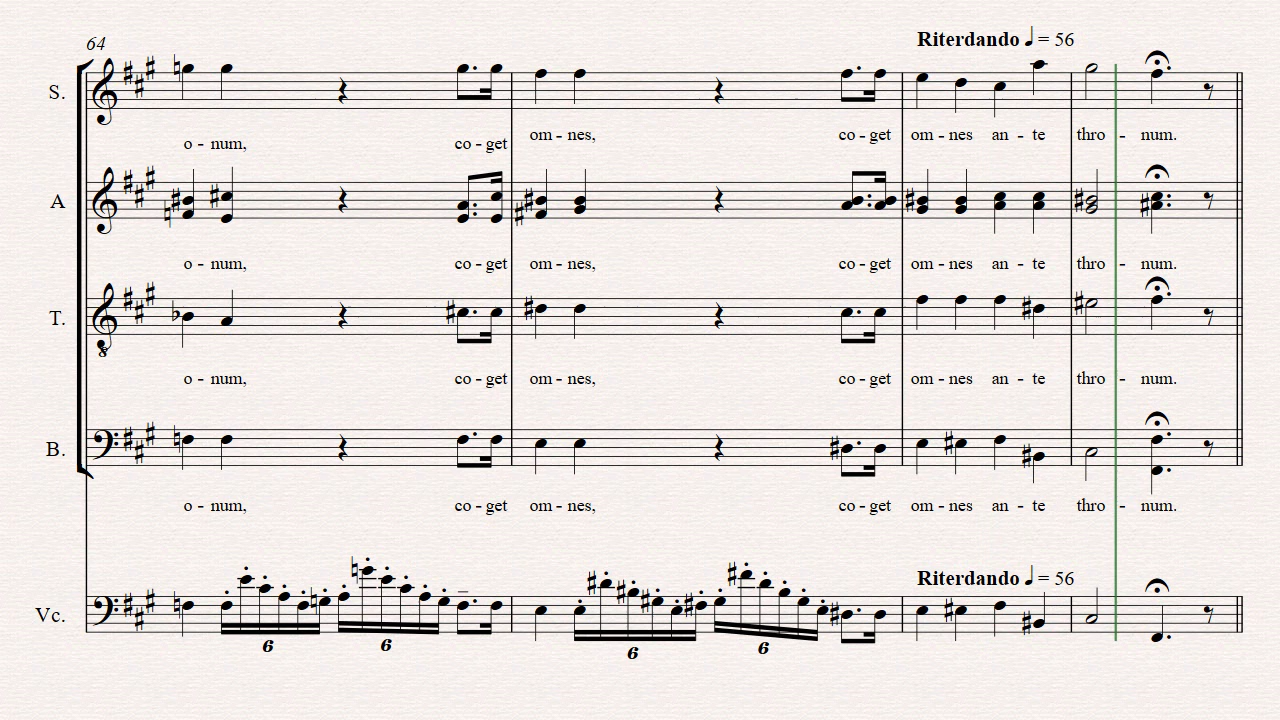 64
Riterdando ♩ = 56
S.
o - num, co - get om - nes, co - get om - nes an - te thro - num.
A
o - num, co - get om - nes, co - get om - nes an - te thro - num.
T.
8
o - num, co - get om - nes, co - get om - nes an - te thro - num.
B.
o - num, co - get om - nes, co - get om - nes an - te thro - num.
Riterdando ♩ = 56
Vc.
6 6 6 6